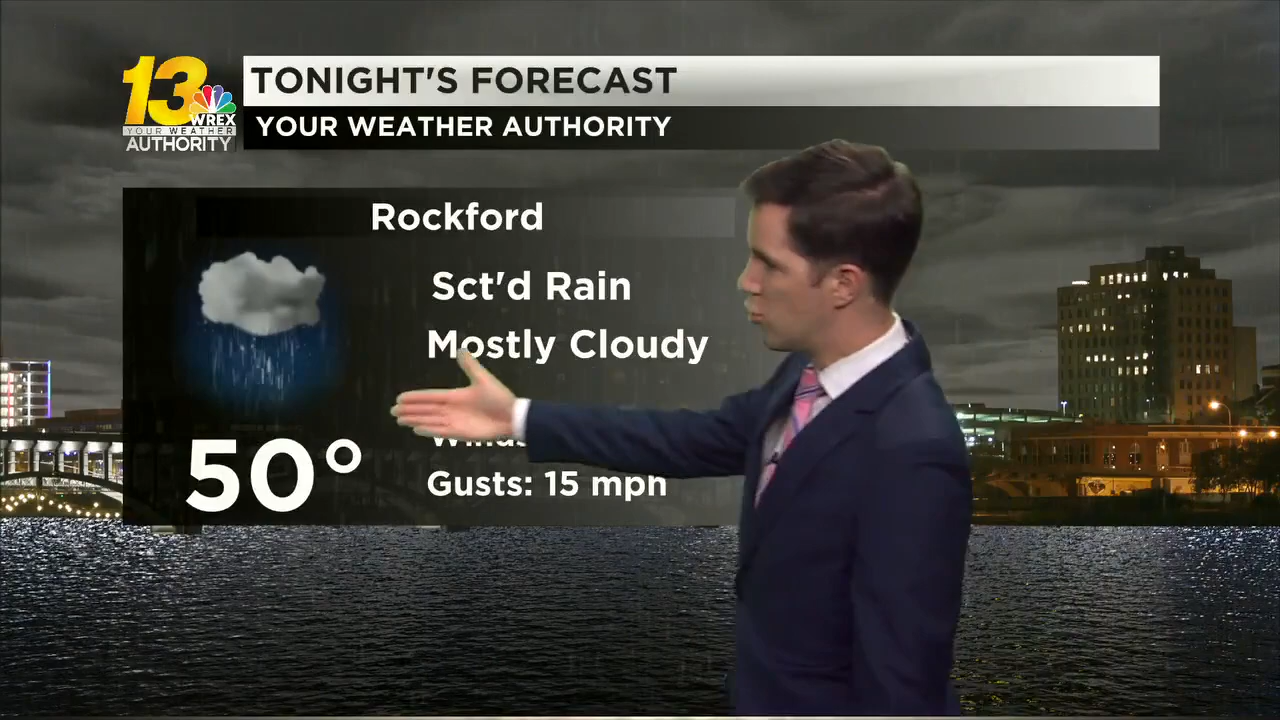 13
WREX
YOUR WEATHER
AUTHORITY
TONIGHT'S FORECAST
YOUR WEATHER AUTHORITY
Rockford
Sct'd Rain
Mostly Cloudy
50°
Gusts: 15 mph